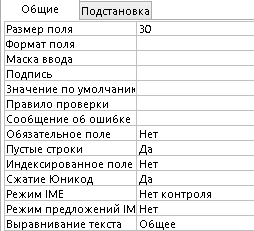 Общие Подстановка
Размер поля 30
Формат поля
Маска ввода
Подпись
Значение по умолчани
Правило проверки
Сообщение об ошибке
Обязательное поле Нет
Пустые строки Да
Индексированное поле Нет
Сжатие Юникод Да
Режим IME Нет контроля
Режим предложений IM Нет
Выравнивание текста Общее